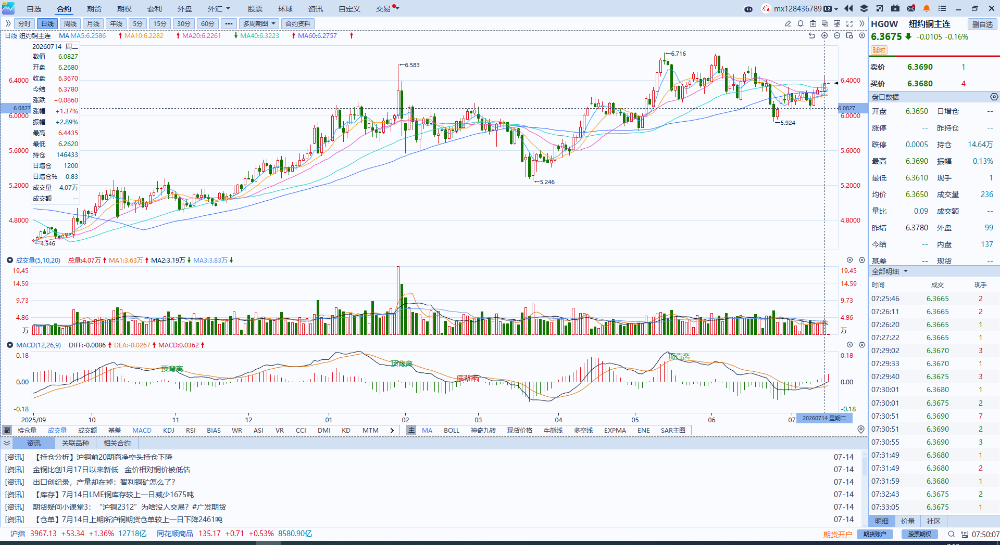 自选 合约 期货 期权 套利 外盘 外汇 股票 环球 资讯 自定义 交易 mx128436789 L2
分时 日线 周线 月线 年线 5分 15分 30分 60分 ••• 多周期图 合约资料
日线 纽约铜主连 MA MA5:6.2586 MA10:6.2282 MA20:6.2261 MA40:6.3223 MA60:6.2757
20260714 周二
数值 6.0827
开盘 6.2680
收盘 6.3670
今结 6.3780
涨跌 +0.0860
涨幅 +1.37%
振幅 +2.89%
最高 6.4435
最低 6.2620
持仓 146433
日增仓 1200
日增仓% 0.83
成交量 4.07万
成交额 --
6.4000
6.0827
6.0000
5.6000
5.2000
4.8000
6.583
6.716
5.924
5.246
4.546
6.4000
6.0827
6.0000
5.6000
5.2000
4.8000
成交量(5,10,20) 总量:4.07万 MA1:3.63万 MA2:3.19万 MA3:3.83万
19.45
14.59
9.73
4.86
万
19.45
14.59
9.73
4.86
万
MACD(12,26,9) DIFF:-0.0086 DEA:-0.0267 MACD:0.0362
0.18
0.00
-0.18
顶背离
顶背离
底背离
顶背离
0.18
0.00
-0.18
2025/09 10 11 12 01 02 03 04 05 06 07 20260714 星期二
副 持仓量 成交量 成交额 基差 MACD KDJ RSI BIAS WR ASI VR CCI DMI KD MTM 主 MA BOLL 神奇九转 现货价格 牛熊线 多空线 EXPMA ENE SAR主图
资讯 关联品种 相关合约
[资讯] 【持仓分析】沪铜前20期商净空头持仓下降 07-14
[资讯] 金铜比创1月17日以来新低 金价相对铜价被低估 07-14
[资讯] 出口创纪录，产量却在掉：智利铜矿怎么了？ 07-14
[资讯] 【库存】7月14日LME铜库存较上一日减少1675吨 07-14
[资讯] 期货疑问小课堂3：“沪铜2312”为啥没人交易？#广发期货 07-14
[资讯] 【仓单】7月14日上期所沪铜期货仓单较上一日下降2461吨 07-14
沪指 3967.13 +53.34 +1.36% 12718亿 同花顺商品 135.17 +0.71 +0.53% 8580.90亿
期货开户 期货账户 股票期权 07:50:07
HG0W 纽约铜主连 删自选
6.3675 -0.0105 -0.16%
延时
卖价 6.3690 1
买价 6.3680 4
盘口数据
开盘 6.3650 日增仓 --
涨停 -- 昨持仓 --
跌停 0.0005 持仓 14.64万
最高 6.3690 振幅 0.13%
最低 6.3610 现手 1
均价 6.3650 成交量 236
量比 0.09 成交额 --
昨结 6.3780 外盘 99
今结 -- 内盘 137
基差 -- 现货 --
全部明细
时间 成交 现手
07:25:46 6.3665 2
07:26:11 6.3665 2
07:26:20 6.3665 1
07:27:22 6.3665 1
07:29:02 6.3670 3
07:29:33 6.3670 1
07:29:40 6.3675 3
07:30:01 6.3680 1
07:30:01 6.3675 2
07:30:51 6.3690 7
07:30:51 6.3690 2
07:30:55 6.3690 3
07:31:49 6.3680 1
07:31:49 6.3680 2
07:31:59 6.3680 1
07:32:43 6.3675 2
07:33:05 6.3675 1
明细 价量 社区